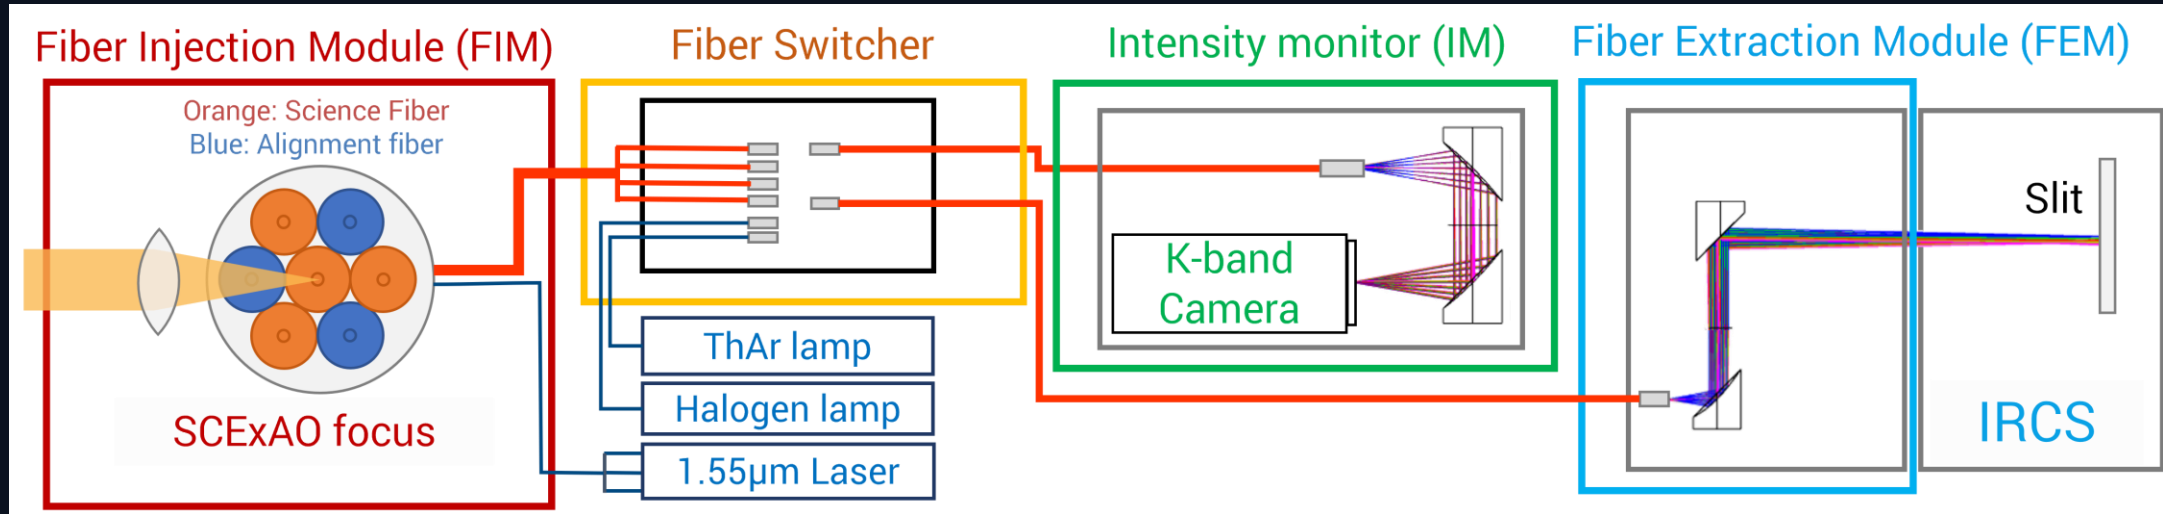 Fiber Injection Module (FIM)
Orange: Science Fiber
Blue: Alignment fiber
SCExAO focus
Fiber Switcher
ThAr lamp
Halogen lamp
1.55μm Laser
Intensity monitor (IM)
K-band
Camera
Fiber Extraction Module (FEM)
Slit
IRCS